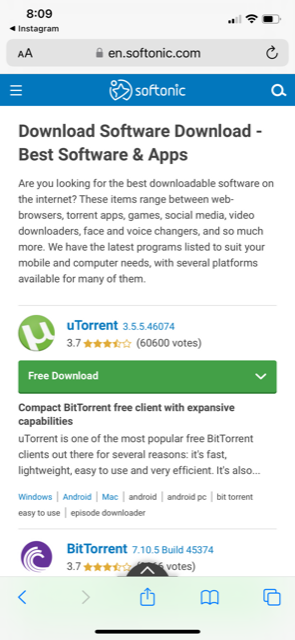 8:09
◀ Instagram
AA en.softonic.com
softonic
Download Software Download -
Best Software & Apps
Are you looking for the best downloadable software on
the internet? These items range between web-
browsers, torrent apps, games, social media, video
downloaders, face and voice changers, and so much
more. We have the latest programs listed to suit your
mobile and computer needs, with several platforms
available for many of them.
uTorrent 3.5.5.46074
3.7 (60600 votes)
Free Download
Compact BitTorrent free client with expansive
capabilities
uTorrent is one of the most popular free BitTorrent
clients out there for several reasons: it's fast,
lightweight, easy to use and very efficient. It's also...
Windows | Android | Mac | android | android pc | bit torrent
easy to use | episode downloader
BitTorrent 7.10.5 Build 45374
3.7 votes)